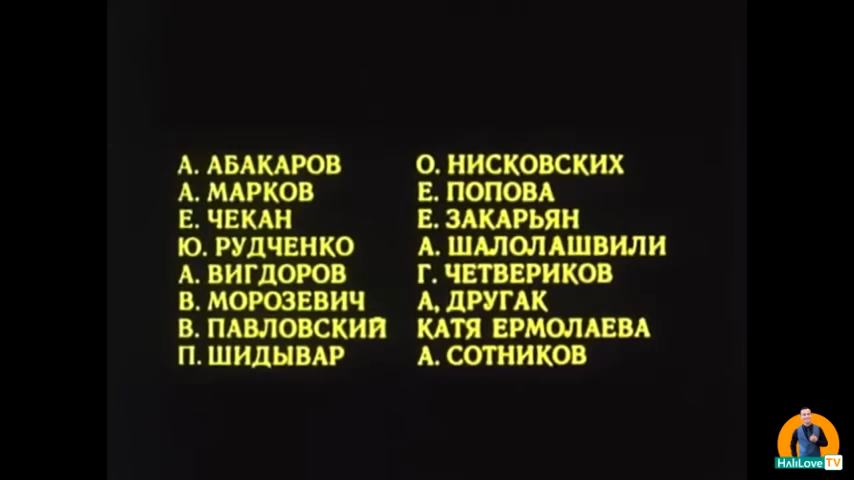 А. АБАКАРОВ
А. МАРКОВ
Е. ЧЕКАН
Ю. РУДЧЕНКО
А. ВИГДОРОВ
В. МОРОЗЕВИЧ
В. ПАВЛОВСКИЙ
П. ШИДЫВАР
О. НИСКОВСКИХ
Е. ПОПОВА
Е. ЗАКАРЬЯН
А. ШАЛОЛАШВИЛИ
Г. ЧЕТВЕРИКОВ
А, ДРУГАК
КАТЯ ЕРМОЛАЕВА
А. СОТНИКОВ
HaliLove TV